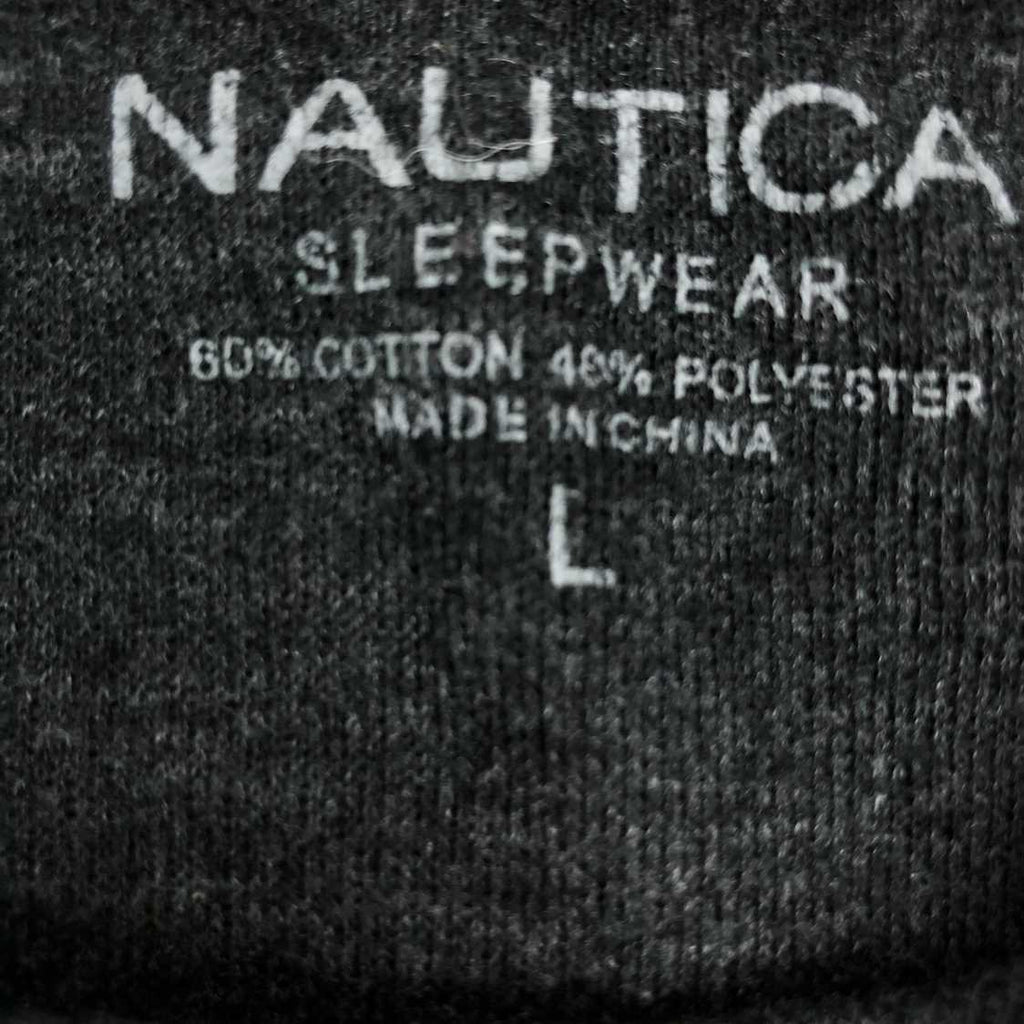 NAUTICA
SLEEPWEAR
60% COTTON 40% POLYESTER
MADE IN CHINA
L